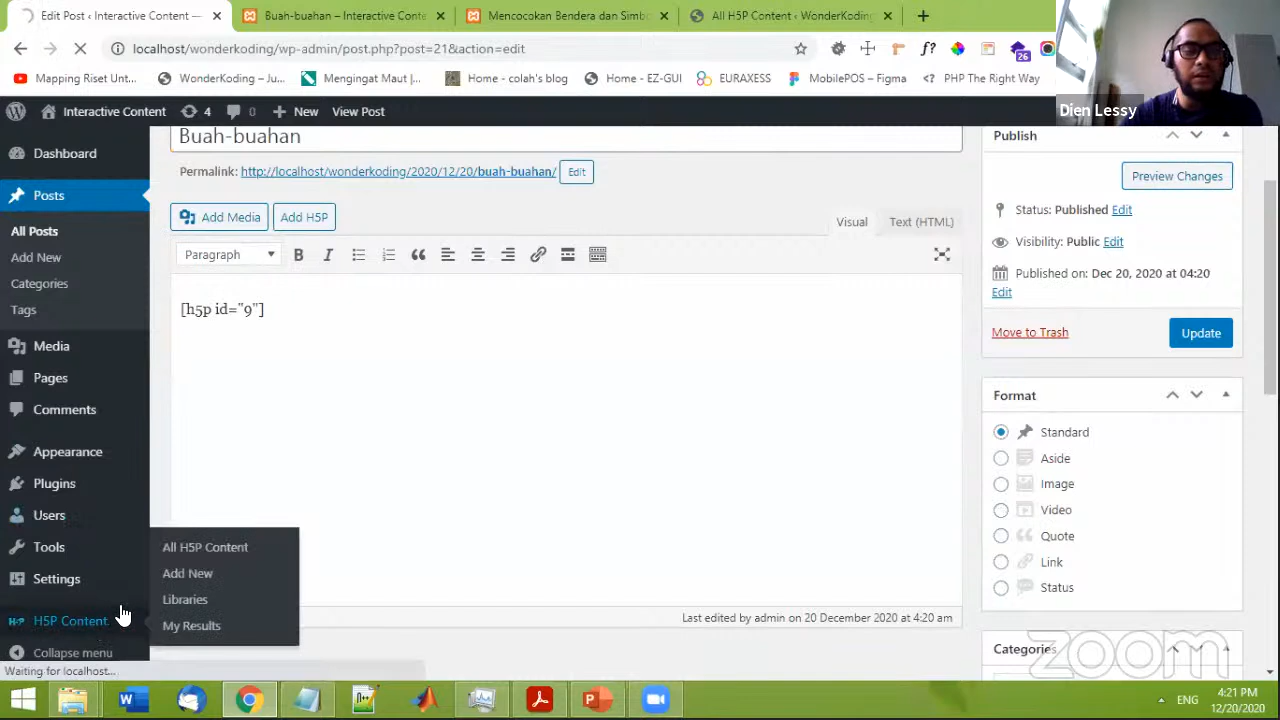 Edit Post ‹ Interactive Content —
Buah-buahan – Interactive Conte
Mencocokan Bendera dan Simbo
All H5P Content ‹ WonderKoding
localhost/wonderkoding/wp-admin/post.php?post=21&action=edit
f?
26
Mapping Riset Unt...
WonderKoding – Ju...
Mengingat Maut |...
Home - colah's blog
Home - EZ-GUI
EURAXESS
MobilePOS – Figma
<?
PHP The Right Way
Dien Lessy
Interactive Content
4
0
New
View Post
Dashboard
Posts
All Posts
Add New
Categories
Tags
Media
Pages
Comments
Appearance
Plugins
Users
Tools
Settings
H5P Content
Collapse menu
All H5P Content
Add New
Libraries
My Results
Waiting for localhost...
Buah-buahan
Permalink: http://localhost/wonderkoding/2020/12/20/buah-buahan/ Edit
Add Media
Add H5P
Visual
Text (HTML)
Paragraph
[h5p id="9"]
Last edited by admin on 20 December 2020 at 4:20 am
Publish
Preview Changes
Status: Published Edit
Visibility: Public Edit
Published on: Dec 20, 2020 at 04:20
Edit
Move to Trash
Update
Format
Standard
Aside
Image
Video
Quote
Link
Status
Categories
zoom
ENG
4:21 PM
12/20/2020